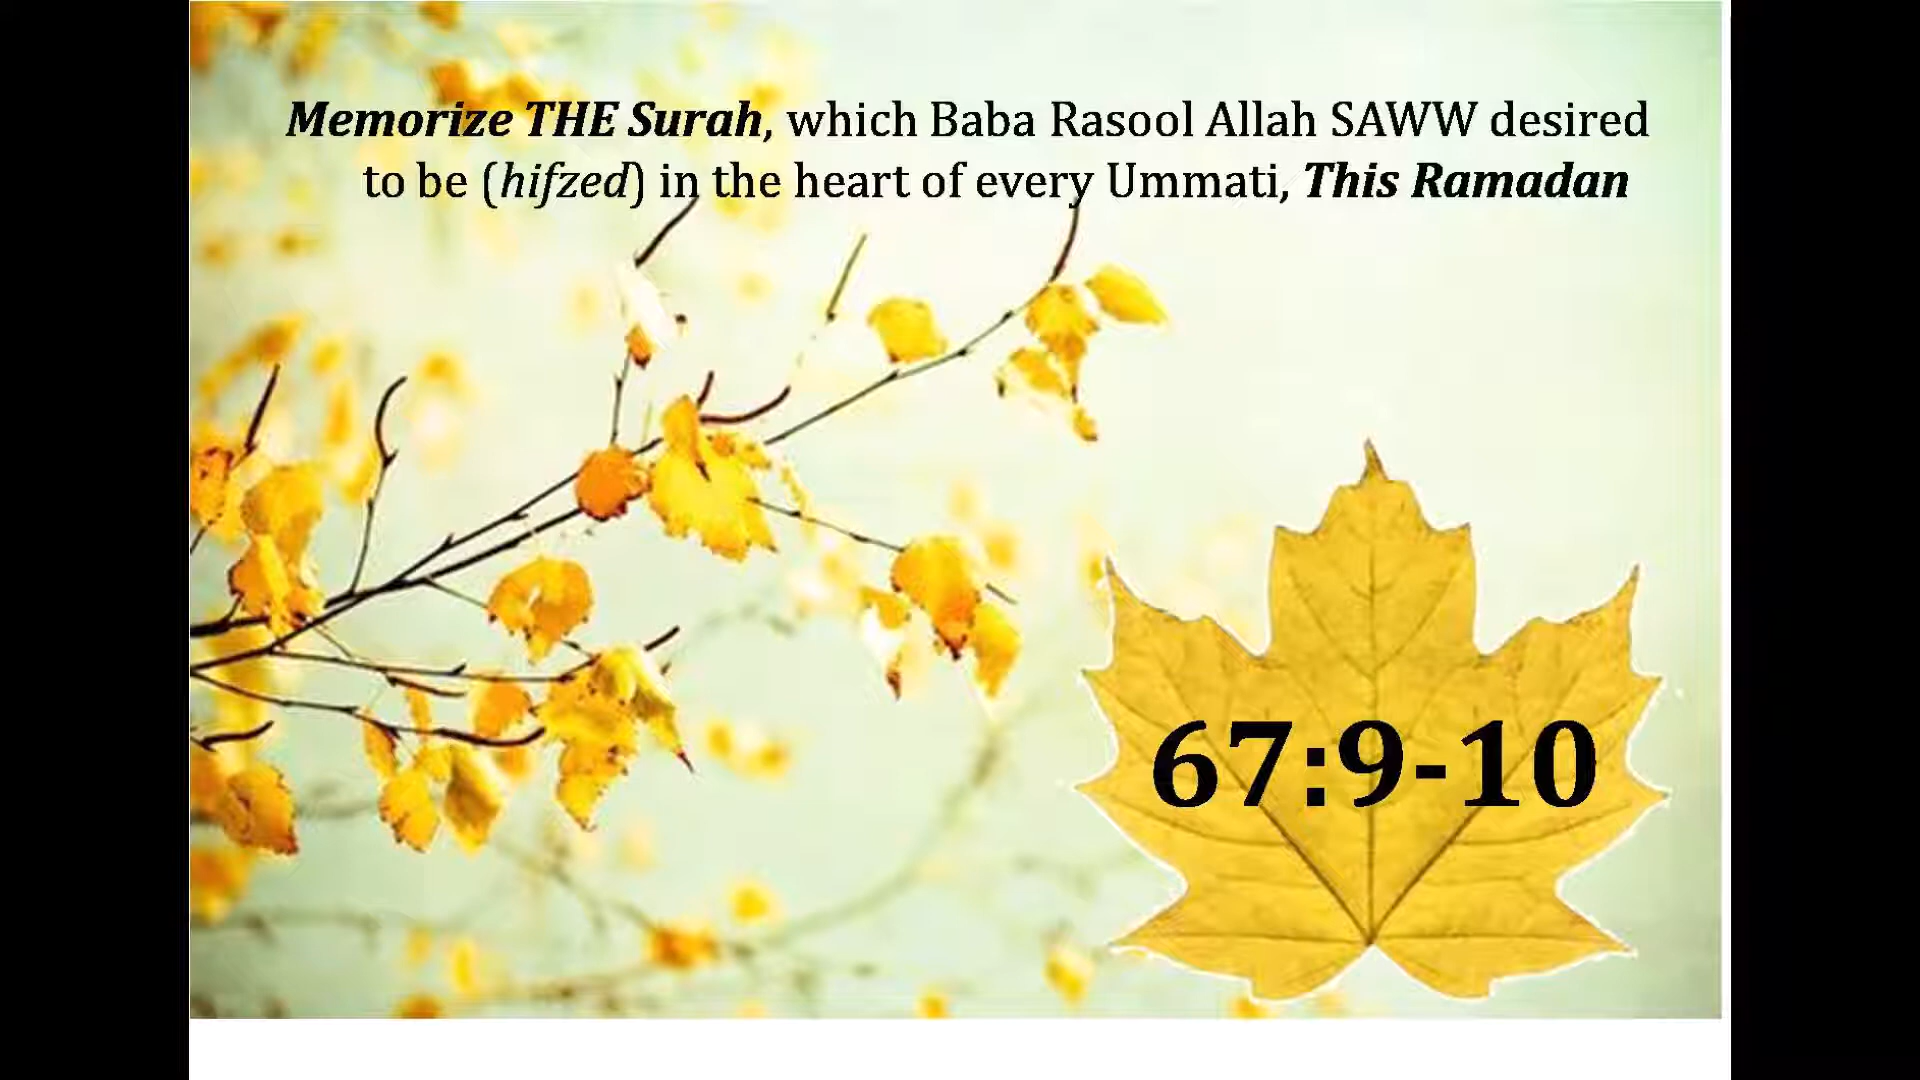 Memorize THE Surah, which Baba Rasool Allah SAWW desired
to be (hifzed) in the heart of every Ummati, This Ramadan
67:9-10